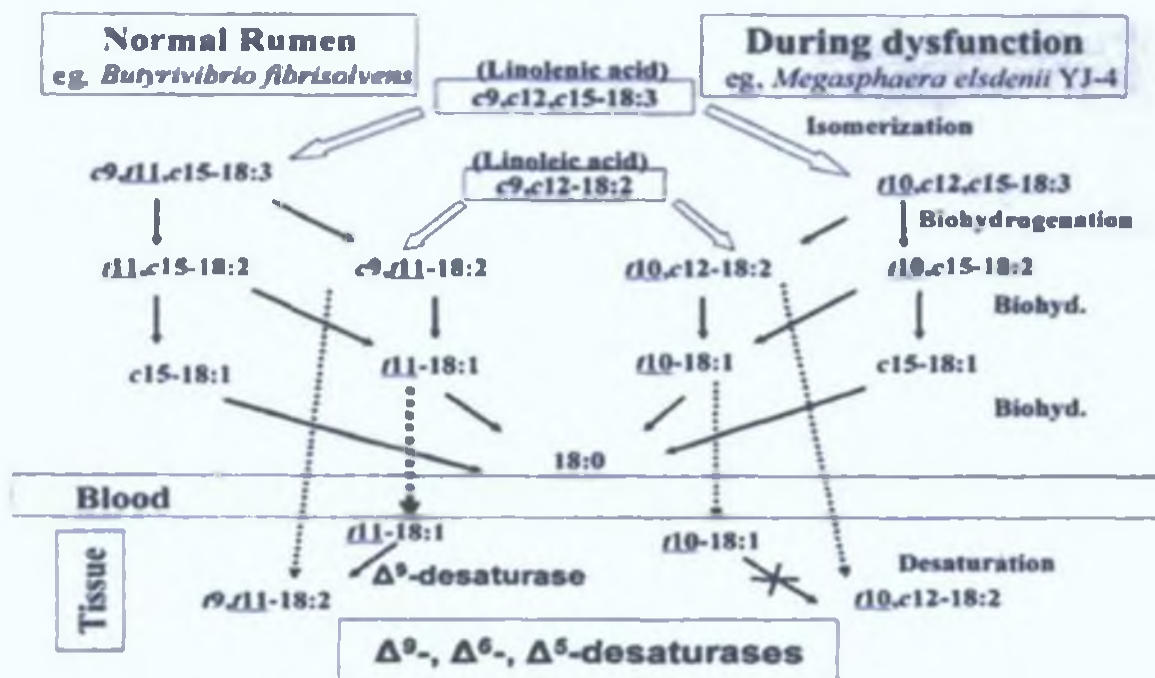 Normal Rumen
eg. Butyrivibrio fibrisolvens
During dysfunction
eg. Megasphaera elsdenii YJ-4
(Linolenic acid)
c9,c12,c15-18:3
Isomerization
(Linoleic acid)
c9,c12-18:2
c9,t11,c15-18:3
t10,c12,c15-18:3
Biohydrogenation
t11,c15-18:2
c9,t11-18:2
t10,c12-18:2
t10,c15-18:2
Biohyd.
c15-18:1
t11-18:1
t10-18:1
c15-18:1
Biohyd.
18:0
Blood
Tissue
t11-18:1
t10-18:1
Δ9-desaturase
Desaturation
t9,t11-18:2
t10,c12-18:2
Δ9-, Δ6-, Δ5-desaturases